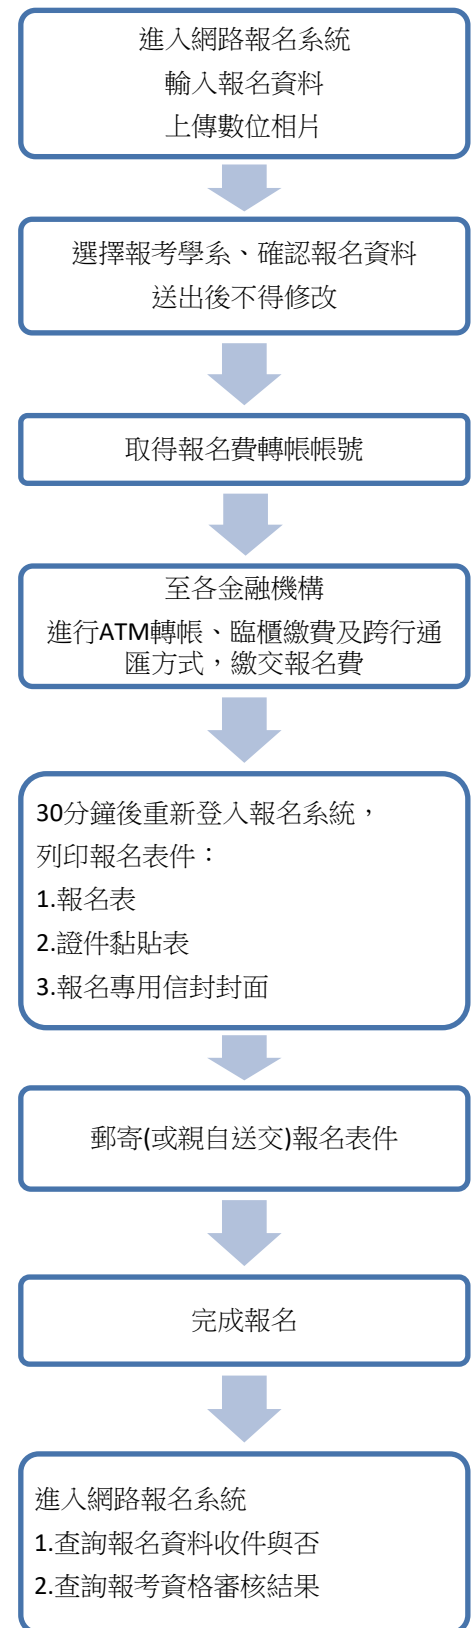 進入網路報名系統
輸入報名資料
上傳數位相片
選擇報考學系、確認報名資料
送出後不得修改
取得報名費轉帳帳號
至各金融機構
進行ATM轉帳、臨櫃繳費及跨行通
匯方式，繳交報名費
30分鐘後重新登入報名系統，
列印報名表件：
1.報名表
2.證件黏貼表
3.報名專用信封封面
郵寄(或親自送交)報名表件
完成報名
進入網路報名系統
1.查詢報名資料收件與否
2.查詢報考資格審核結果